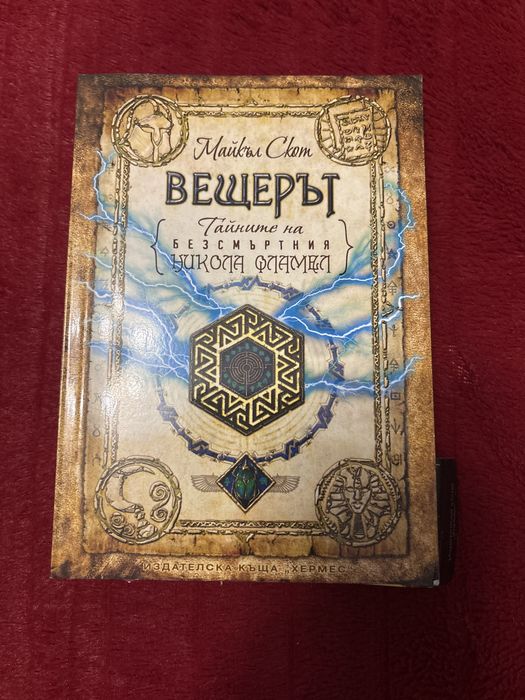 Майкъл Скот
ВЕЩЕРЪТ
Тайните на
БЕЗСМЪРТНИЯ
НИКОЛА ФЛАМЕЛ
ИЗДАТЕЛСКА КЪЩА „ХЕРМЕС“